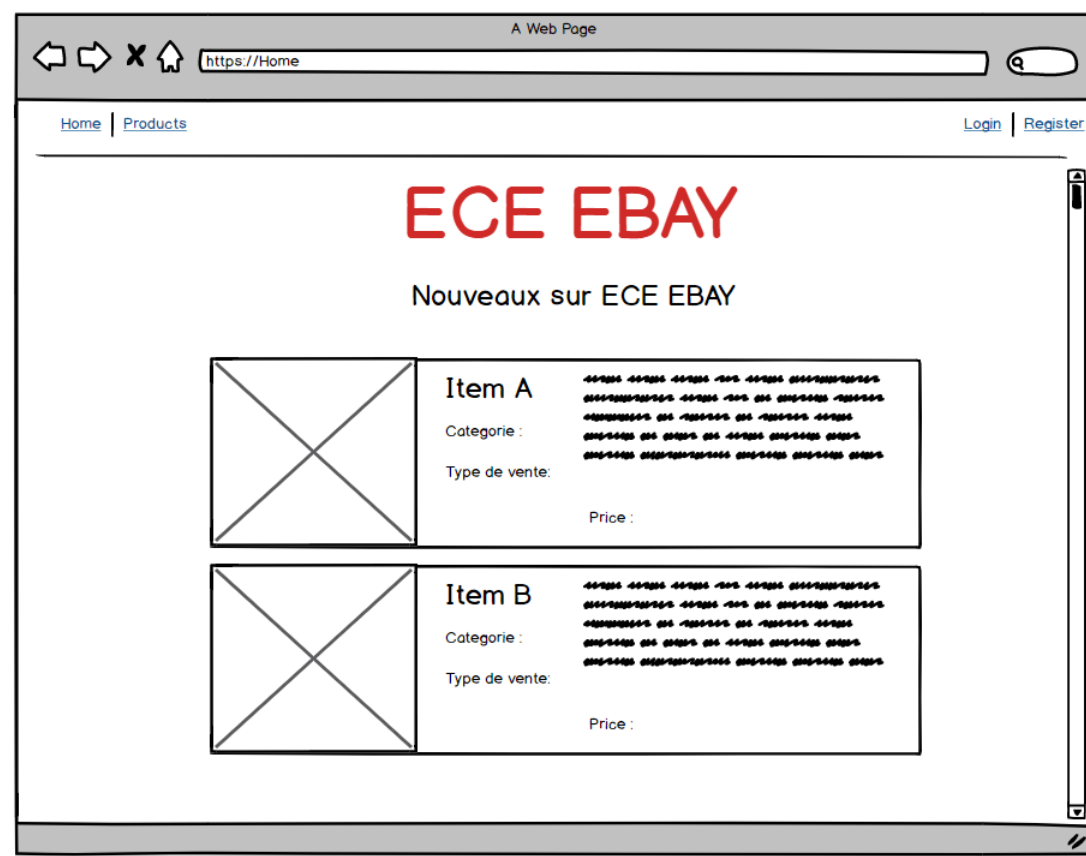 A Web Page
https://Home
Home Products Login Register
ECE EBAY
Nouveaux sur ECE EBAY
Item A
Categorie :
Type de vente:
Price :
Item B
Categorie :
Type de vente:
Price :